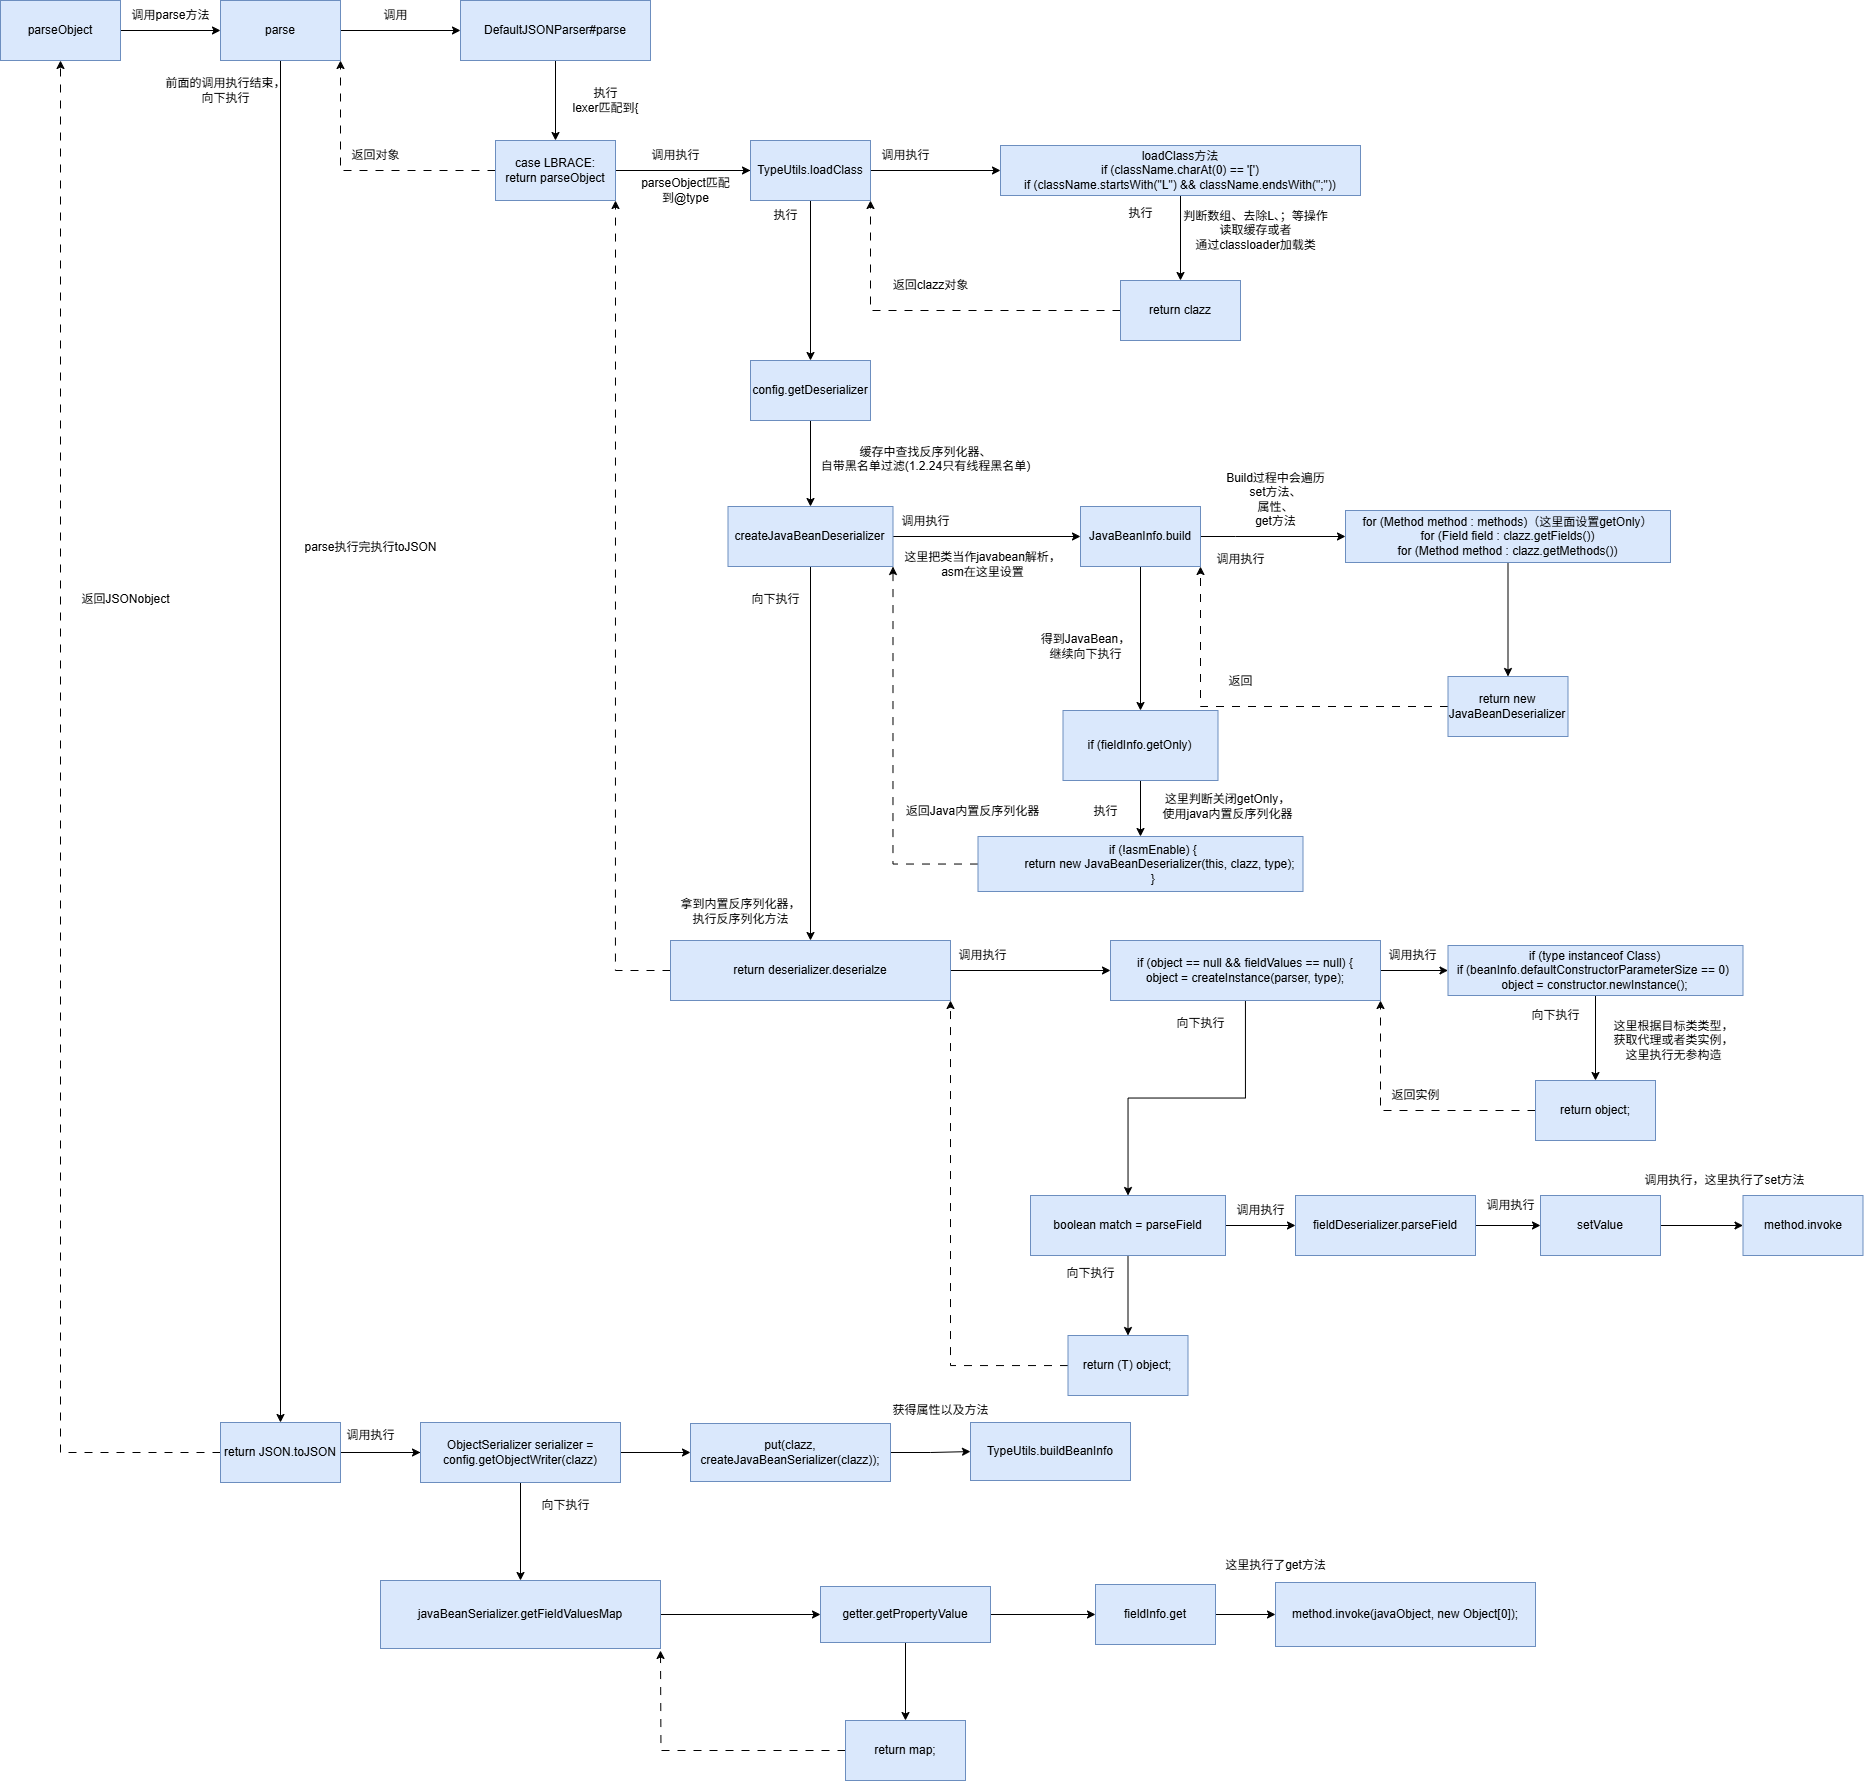 parseObject
调用parse方法
parse
调用
DefaultJSONParser#parse
前面的调用执行结束，
向下执行
执行
lexer匹配到{
返回对象
case LBRACE:
return parseObject
调用执行
parseObject匹配
到@type
TypeUtils.loadClass
调用执行
loadClass方法
if (className.charAt(0) == '[')
if (className.startsWith("L") && className.endsWith(";"))
执行
执行
判断数组、去除L、；等操作
读取缓存或者
通过classloader加载类
返回clazz对象
return clazz
config.getDeserializer
缓存中查找反序列化器、
自带黑名单过滤(1.2.24只有线程黑名单)
createJavaBeanDeserializer
调用执行
这里把类当作javabean解析，
asm在这里设置
JavaBeanInfo.build
Build过程中会遍历
set方法、
属性、
get方法
调用执行
for (Method method : methods)（这里面设置getOnly）
for (Field field : clazz.getFields())
for (Method method : clazz.getMethods())
parse执行完执行toJSON
返回JSONobject
向下执行
得到JavaBean，
继续向下执行
返回
return new
JavaBeanDeserializer
if (fieldInfo.getOnly)
返回Java内置反序列化器
执行
这里判断关闭getOnly，
使用java内置反序列化器
if (!asmEnable) {
return new JavaBeanDeserializer(this, clazz, type);
}
拿到内置反序列化器，
执行反序列化方法
return deserializer.deserialze
调用执行
if (object == null && fieldValues == null) {
object = createInstance(parser, type);
调用执行
if (type instanceof Class)
if (beanInfo.defaultConstructorParameterSize == 0)
object = constructor.newInstance();
向下执行
向下执行
这里根据目标类类型，
获取代理或者类实例，
这里执行无参构造
返回实例
return object;
boolean match = parseField
调用执行
fieldDeserializer.parseField
调用执行
setValue
调用执行，这里执行了set方法
method.invoke
向下执行
return (T) object;
return JSON.toJSON
调用执行
ObjectSerializer serializer =
config.getObjectWriter(clazz)
put(clazz,
createJavaBeanSerializer(clazz));
获得属性以及方法
TypeUtils.buildBeanInfo
向下执行
javaBeanSerializer.getFieldValuesMap
getter.getPropertyValue
fieldInfo.get
这里执行了get方法
method.invoke(javaObject, new Object[0]);
return map;